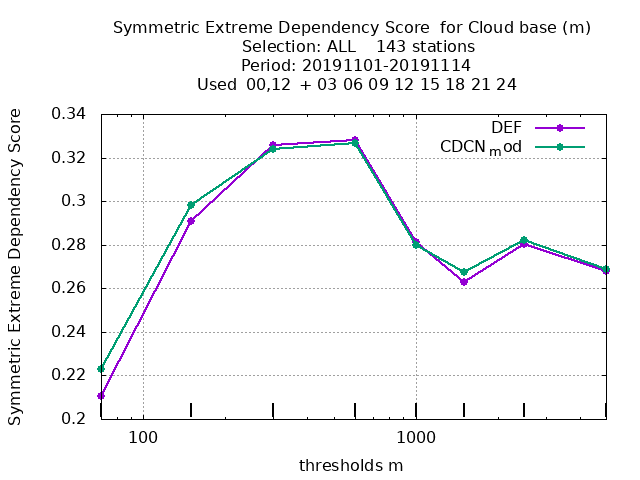 Symmetric Extreme Dependency Score for Cloud base (m)
Selection: ALL 143 stations
Period: 20191101-20191114
Used 00,12 + 03 06 09 12 15 18 21 24
Symmetric Extreme Dependency Score
0.34
0.32
0.3
0.28
0.26
0.24
0.22
0.2
DEF
CDCNmod
100
1000
thresholds m